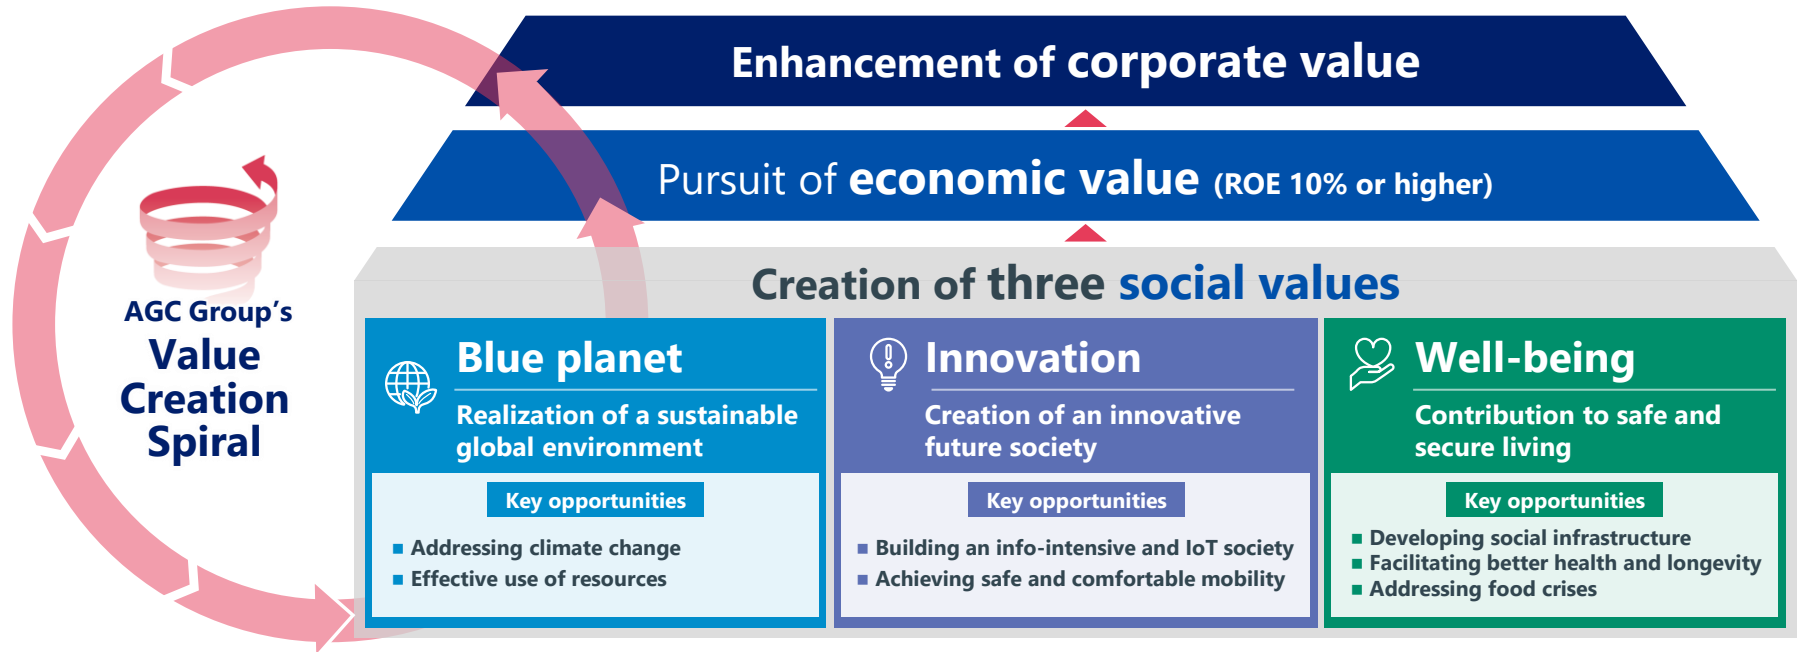 Enhancement of corporate value
Pursuit of economic value (ROE 10% or higher)
AGC Group’s
Value
Creation
Spiral
Creation of three social values
Blue planet
Realization of a sustainable
global environment
Key opportunities
■ Addressing climate change
■ Effective use of resources
Innovation
Creation of an innovative
future society
Key opportunities
■ Building an info-intensive and IoT society
■ Achieving safe and comfortable mobility
Well-being
Contribution to safe and
secure living
Key opportunities
■ Developing social infrastructure
■ Facilitating better health and longevity
■ Addressing food crises